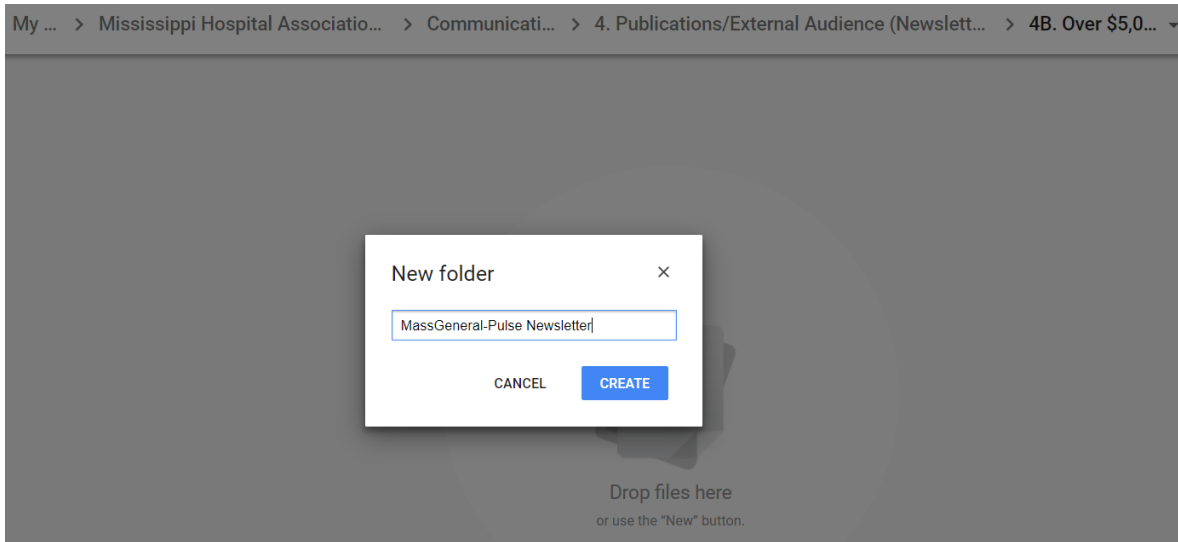 My ... > Mississippi Hospital Associatio... > Communicati... > 4. Publications/External Audience (Newslett... > 4B. Over $5,0...
New folder
MassGeneral-Pulse Newsletter
CANCEL CREATE
Drop files here
or use the “New” button.